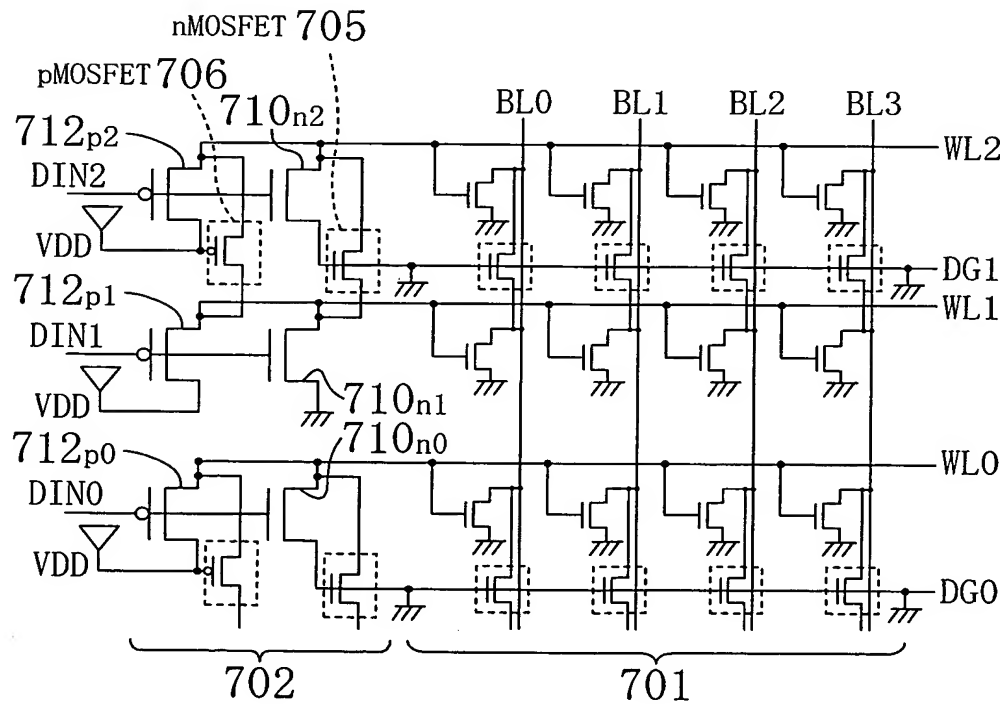 nMOSFET 705
pMOSFET 706
BL0 BL1 BL2 BL3
712p2
710n2
WL2
DIN2
VDD
DG1
712p1
WL1
DIN1
VDD
710n1
710n0
712p0
WL0
DIN0
VDD
DG0
702 701